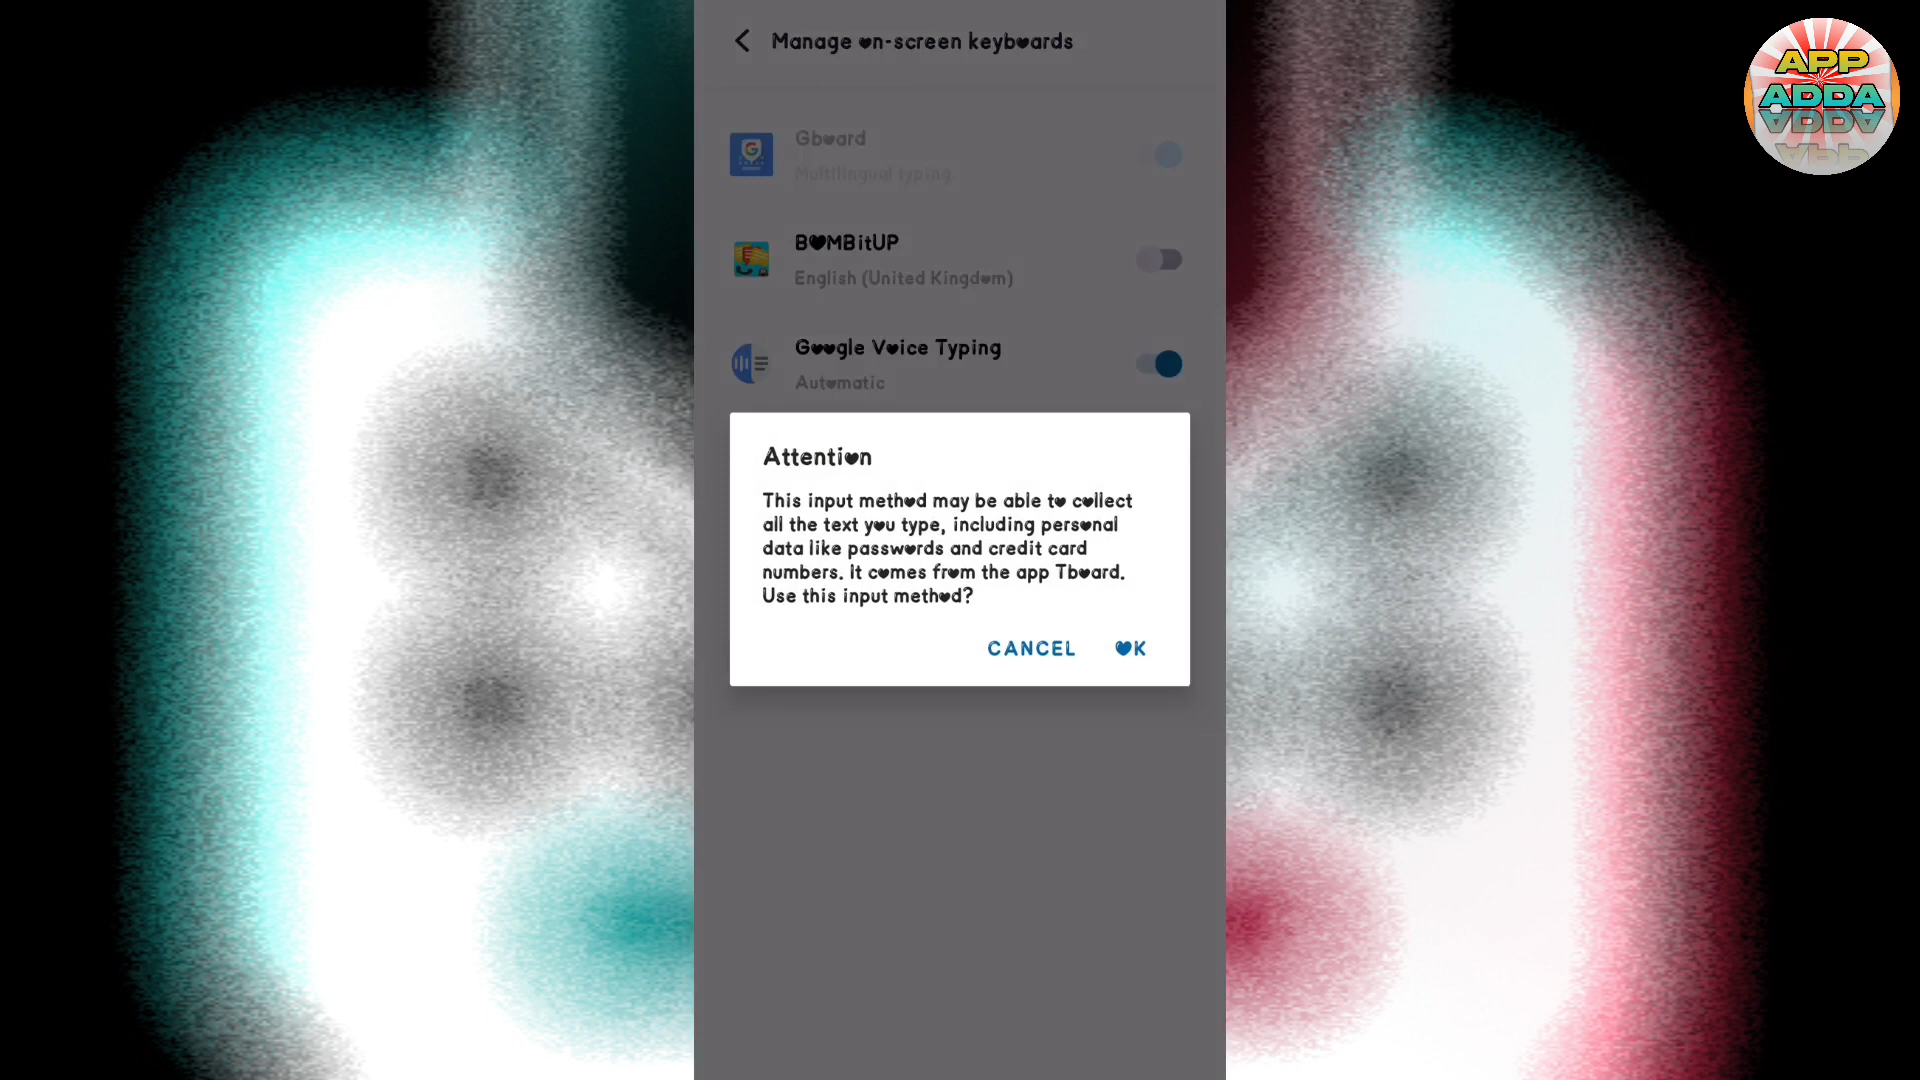 Manage on-screen keyboards
Gboard
Multilingual typing
BOMBitUP
English (United Kingdom)
Google Voice Typing
Automatic
Attention
This input method may be able to collect
all the text you type, including personal
data like passwords and credit card
numbers. It comes from the app Tboard.
Use this input method?
CANCEL OK
APP
ADDA